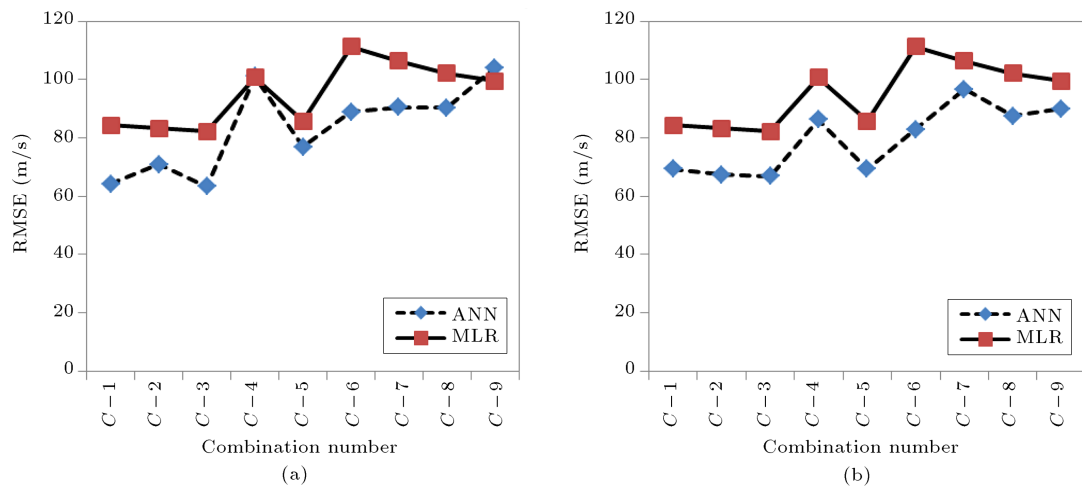 120
100
80
60
40
20
0
RMSE (m/s)
ANN
MLR
C − 1
C − 2
C − 3
C − 4
C − 5
C − 6
C − 7
C − 8
C − 9
Combination number
(a)
120
100
80
60
40
20
0
RMSE (m/s)
ANN
MLR
C − 1
C − 2
C − 3
C − 4
C − 5
C − 6
C − 7
C − 8
C − 9
Combination number
(b)